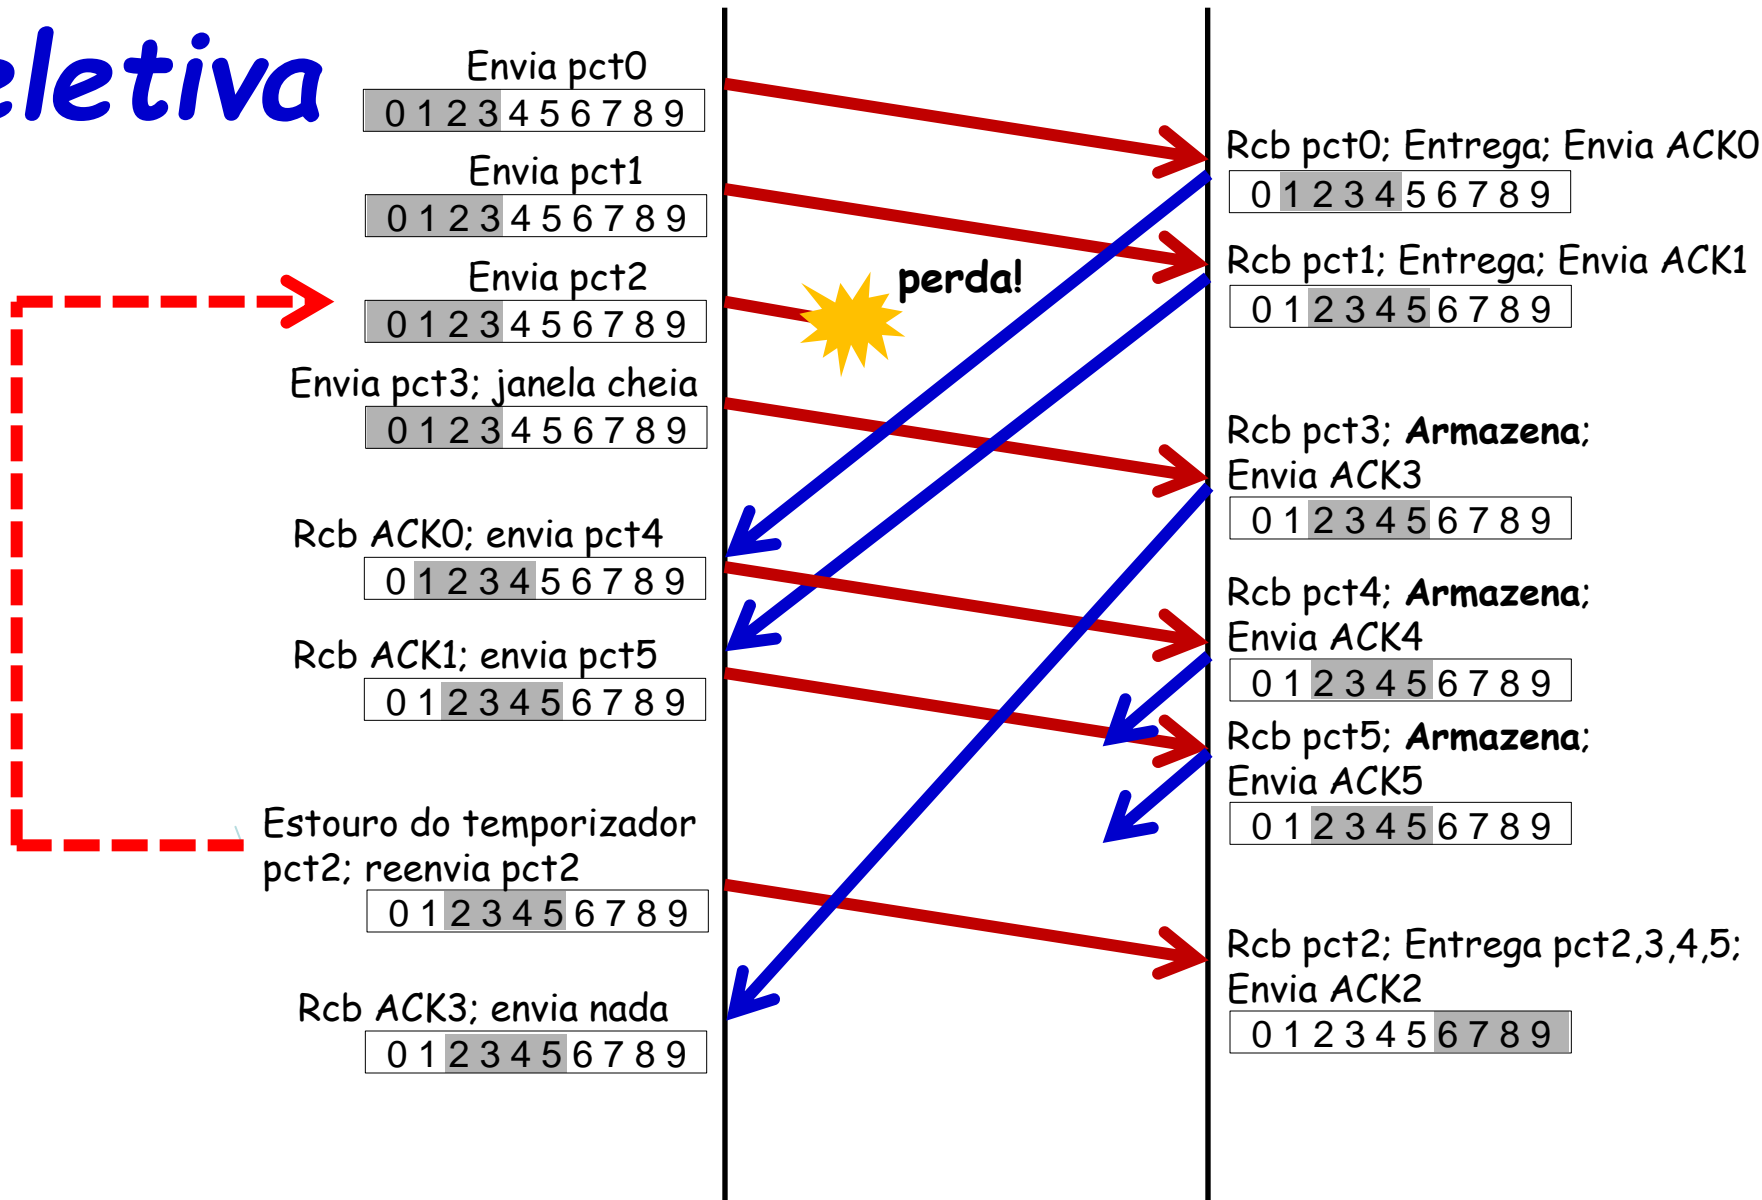 eletiva
Envia pct0
0 1 2 3 4 5 6 7 8 9
Envia pct1
0 1 2 3 4 5 6 7 8 9
Envia pct2
0 1 2 3 4 5 6 7 8 9
Envia pct3; janela cheia
0 1 2 3 4 5 6 7 8 9
Rcb ACK0; envia pct4
0 1 2 3 4 5 6 7 8 9
Rcb ACK1; envia pct5
0 1 2 3 4 5 6 7 8 9
Estouro do temporizador
pct2; reenvia pct2
0 1 2 3 4 5 6 7 8 9
Rcb ACK3; envia nada
0 1 2 3 4 5 6 7 8 9
perda!
Rcb pct0; Entrega; Envia ACK0
0 1 2 3 4 5 6 7 8 9
Rcb pct1; Entrega; Envia ACK1
0 1 2 3 4 5 6 7 8 9
Rcb pct3; Armazena;
Envia ACK3
0 1 2 3 4 5 6 7 8 9
Rcb pct4; Armazena;
Envia ACK4
0 1 2 3 4 5 6 7 8 9
Rcb pct5; Armazena;
Envia ACK5
0 1 2 3 4 5 6 7 8 9
Rcb pct2; Entrega pct2,3,4,5;
Envia ACK2
0 1 2 3 4 5 6 7 8 9